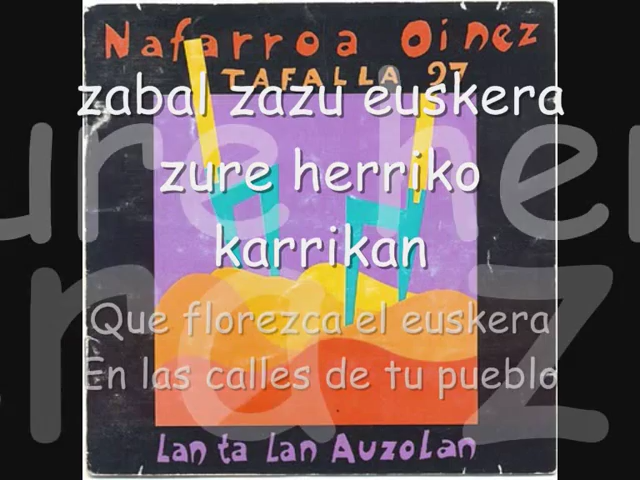 Nafarroa Oinez
TAFALLA 97
zabal zazu euskera
zure herriko
karrikan
Que florezca el euskera
En las calles de tu pueblo
Lan ta Lan Auzolan